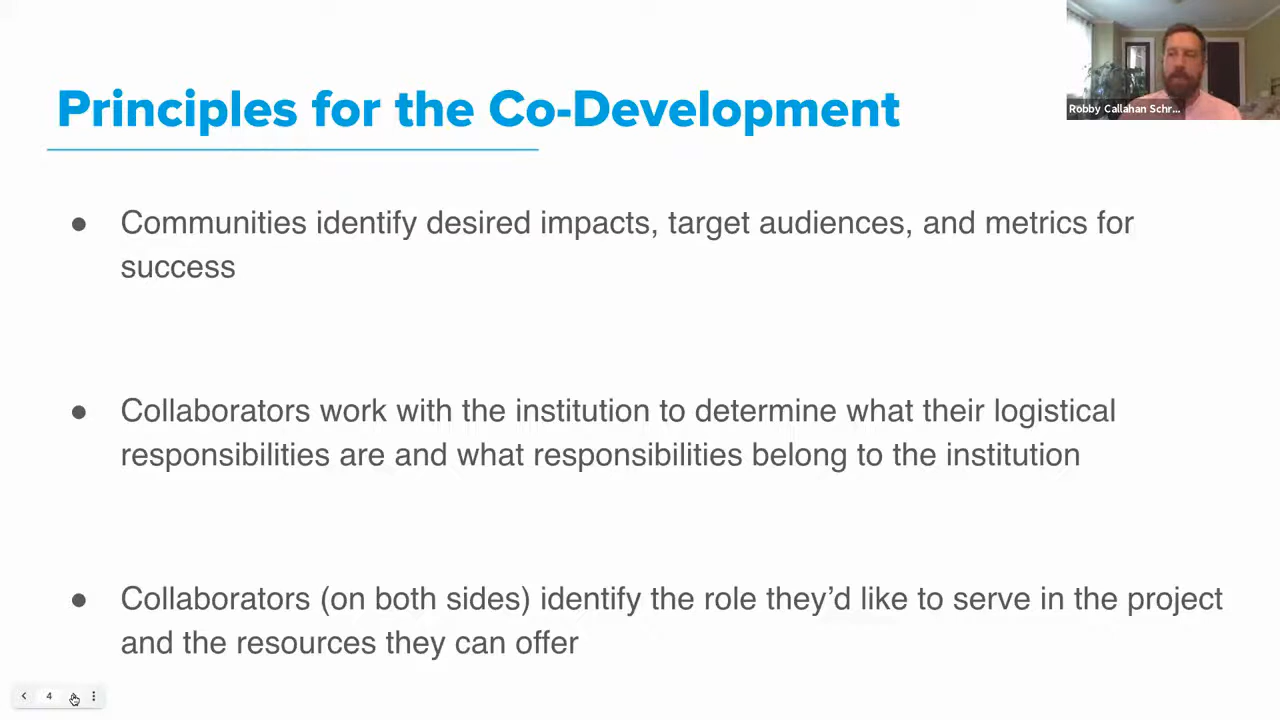 Principles for the Co-Development
Robby Callahan Schr...
● Communities identify desired impacts, target audiences, and metrics for
success
● Collaborators work with the institution to determine what their logistical
responsibilities are and what responsibilities belong to the institution
● Collaborators (on both sides) identify the role they’d like to serve in the project
and the resources they can offer
4